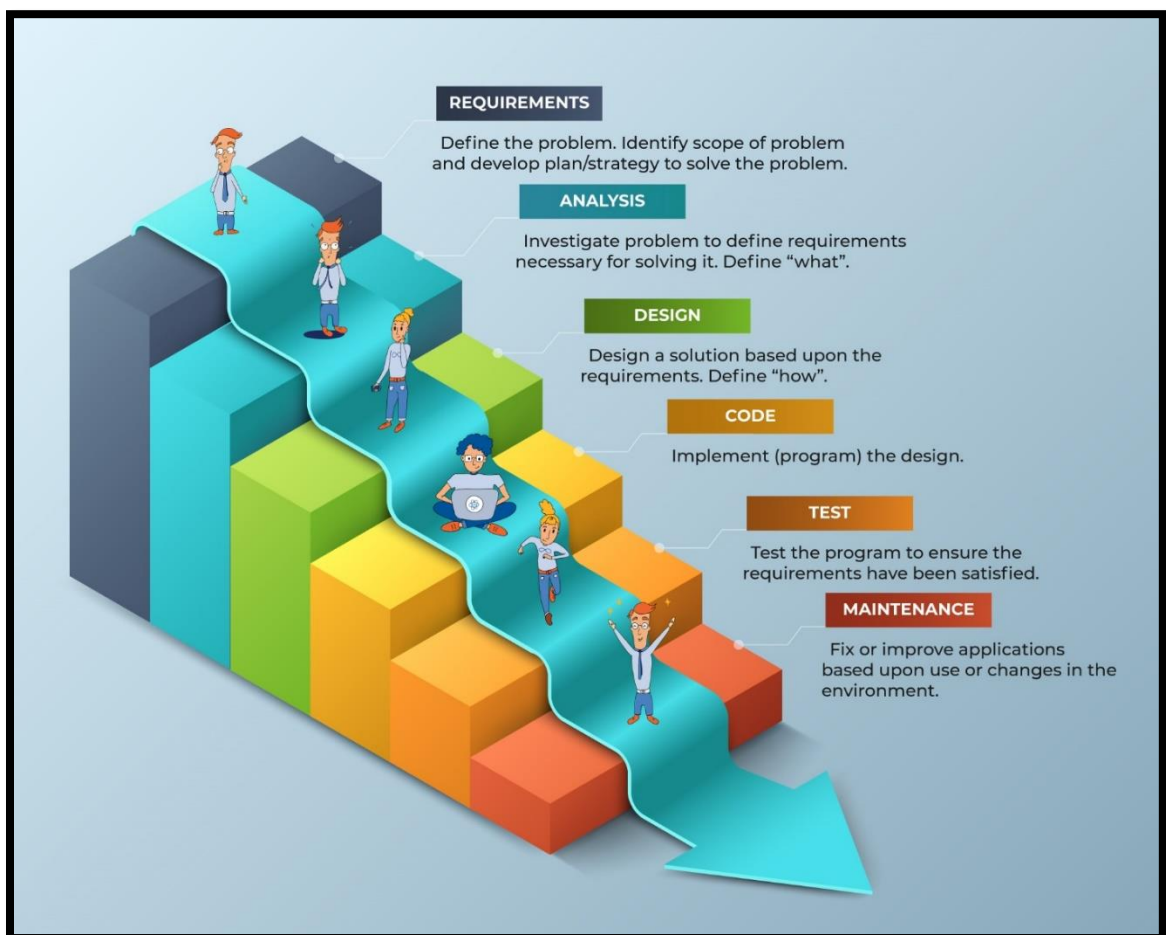 REQUIREMENTS
Define the problem. Identify scope of problem
and develop plan/strategy to solve the problem.
ANALYSIS
Investigate problem to define requirements
necessary for solving it. Define “what”.
DESIGN
Design a solution based upon the
requirements. Define “how”.
CODE
Implement (program) the design.
TEST
Test the program to ensure the
requirements have been satisfied.
MAINTENANCE
Fix or improve applications
based upon use or changes in the
environment.